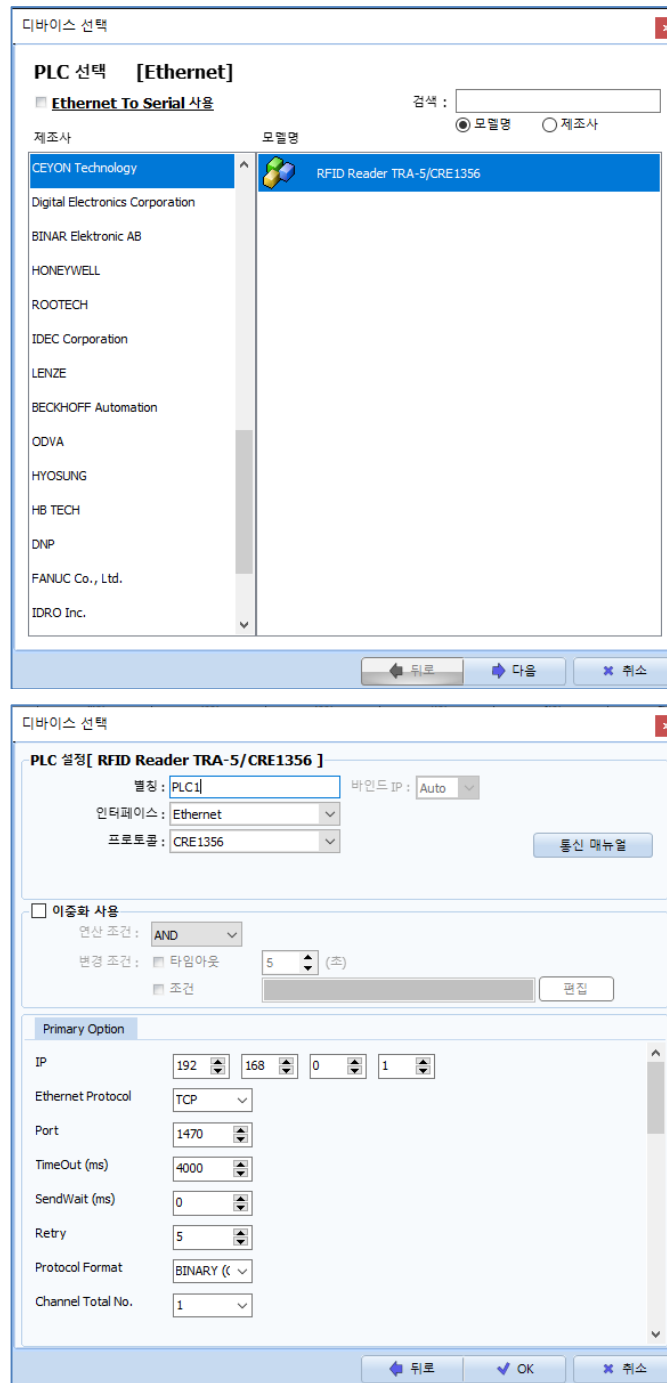 디바이스 선택
PLC 선택 [Ethernet]
Ethernet To Serial 사용
검색 :
모델명 제조사
제조사 모델명
CEYON Technology
RFID Reader TRA-5/CRE1356
Digital Electronics Corporation
BINAR Elektronic AB
HONEYWELL
ROOTECH
IDEC Corporation
LENZE
BECKHOFF Automation
ODVA
HYOSUNG
HB TECH
DNP
FANUC Co., Ltd.
IDRO Inc.
뒤로 다음 취소
디바이스 선택
PLC 설정[ RFID Reader TRA-5/CRE1356 ]
별칭 : PLC1 바인드 IP : Auto
인터페이스 : Ethernet
프로토콜 : CRE1356 통신 매뉴얼
이중화 사용
연산 조건 : AND
변경 조건 : 타임아웃 5 (초)
조건 편집
Primary Option
IP 192 168 0 1
Ethernet Protocol TCP
Port 1470
TimeOut (ms) 4000
SendWait (ms) 0
Retry 5
Protocol Format BINARY (
Channel Total No. 1
뒤로 OK 취소